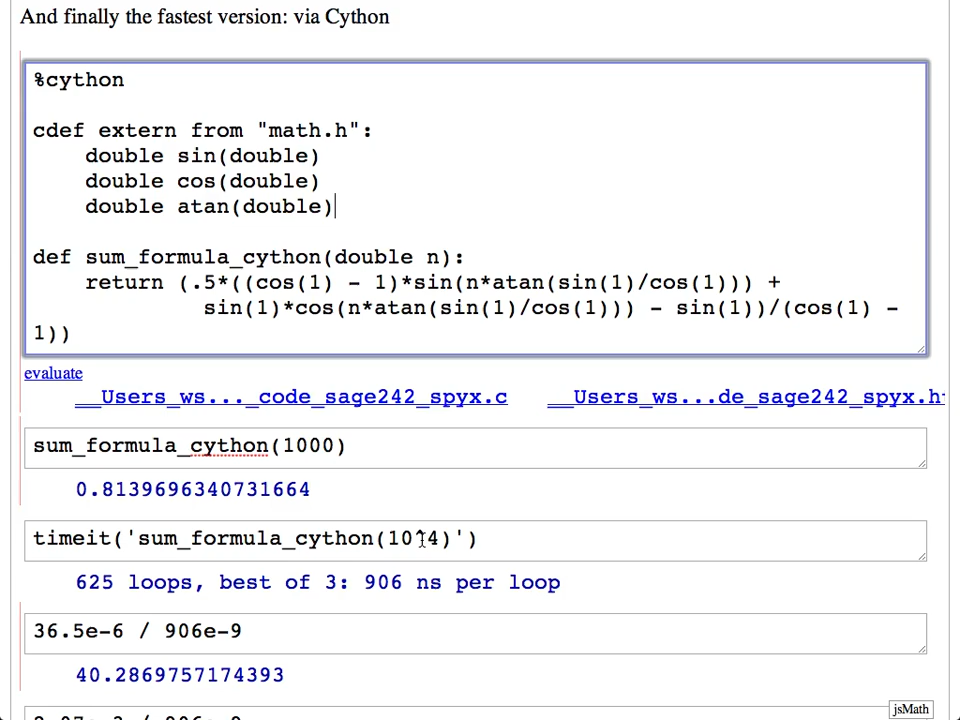 And finally the fastest version: via Cython
%cython
cdef extern from "math.h":
    double sin(double)
    double cos(double)
    double atan(double)
def sum_formula_cython(double n):
    return (.5*((cos(1) - 1)*sin(n*atan(sin(1)/cos(1))) +
             sin(1)*cos(n*atan(sin(1)/cos(1))) - sin(1))/(cos(1) -
1))
evaluate
__Users_ws..._code_sage242_spyx.c __Users_ws...de_sage242_spyx.h
sum_formula_cython(1000)
0.8139696340731664
timeit('sum_formula_cython(10^4)')
625 loops, best of 3: 906 ns per loop
36.5e-6 / 906e-9
40.2869757174393
jsMath